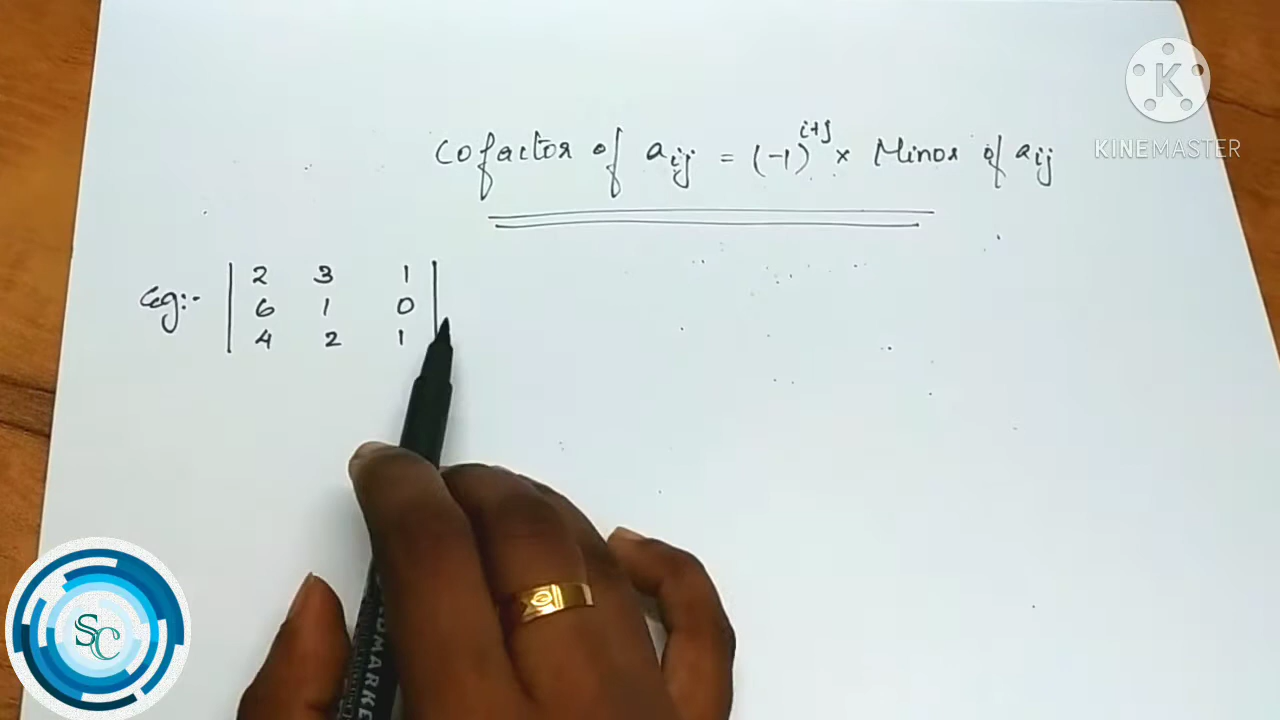 Cofactor of aij = (-1)^i+j × Minor of aij
eg:- | 2 3 1 |
| 6 1 0 |
| 4 2 1 |
K
KINEMASTER
SC